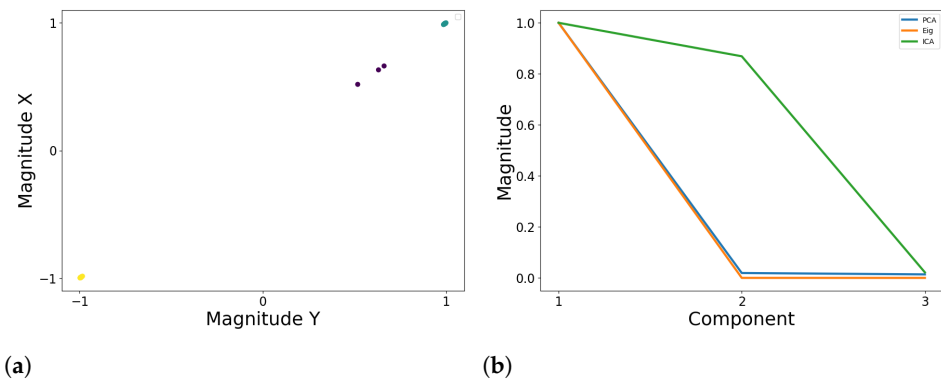 1
0
−1
Magnitude X
−1
0
1
Magnitude Y
1.0
0.8
0.6
0.4
0.2
0.0
Magnitude
PCA
Eig
ICA
1
2
3
Component
(a)
(b)